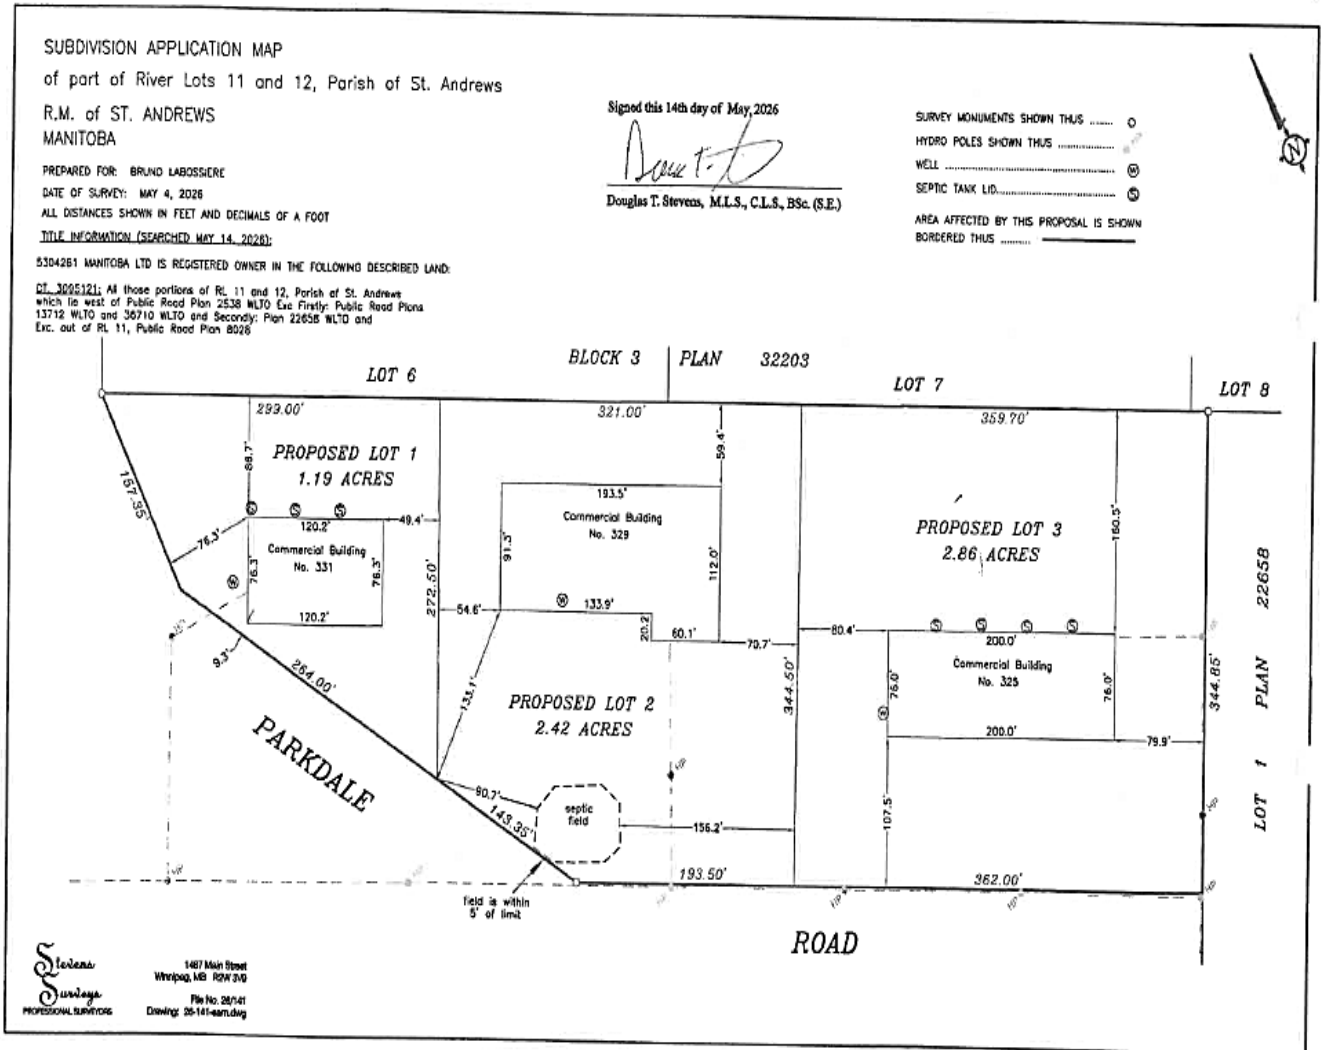 SUBDIVISION APPLICATION MAP
of part of River Lots 11 and 12, Parish of St. Andrews
R.M. of ST. ANDREWS
MANITOBA
PREPARED FOR: BRUNO LABOSSIERE
DATE OF SURVEY: MAY 4, 2026
ALL DISTANCES SHOWN IN FEET AND DECIMALS OF A FOOT
TITLE INFORMATION (SEARCHED MAY 14, 2026):
5304261 MANITOBA LTD IS REGISTERED OWNER IN THE FOLLOWING DESCRIBED LAND:
CT. 3095121: All those portions of RL 11 and 12, Parish of St. Andrews
which lie west of Public Road Plan 2538 WLTO Exc Firstly: Public Road Plans
13712 WLTO and 36710 WLTO and Secondly: Plan 22658 WLTO and
Exc. out of RL 11, Public Road Plan 8028
Signed this 14th day of May, 2026
Douglas T. Stevens, M.L.S., C.L.S., BSc. (S.E.)
SURVEY MONUMENTS SHOWN THUS ......
HYDRO POLES SHOWN THUS ..............
HP
WELL
W
SEPTIC TANK LID
S
AREA AFFECTED BY THIS PROPOSAL IS SHOWN
BORDERED THUS ........
N
BLOCK 3 PLAN 32203
LOT 6
LOT 7
LOT 8
299.00'
321.00'
359.70'
PROPOSED LOT 1
1.19 ACRES
88.7'
157.35'
76.3'
S S S
120.2'
49.4'
Commercial Building
No. 331
76.3'
76.3'
W
120.2'
272.50'
9.3'
264.00'
HP
59.4'
193.5'
Commercial Building
No. 329
91.3'
112.0'
54.6'
W
133.9'
20.2'
60.1'
70.7'
133.1'
PROPOSED LOT 2
2.42 ACRES
344.50'
HP
90.7'
143.35'
septic
field
156.2'
193.50'
field is within
5' of limit
PROPOSED LOT 3
2.86 ACRES
160.5'
80.4'
S S S S
200.0'
Commercial Building
No. 325
76.0'
76.0'
W
200.0'
79.9'
107.5'
344.85'
362.00'
HP
HP
HP
HP
LOT 1 PLAN 22658
PARKDALE
ROAD
Stevens
Surveys
PROFESSIONAL SURVEYORS
1487 Main Street
Winnipeg, MB R2W 3V9
File No. 26/141
Drawing: 26-141-sam.dwg